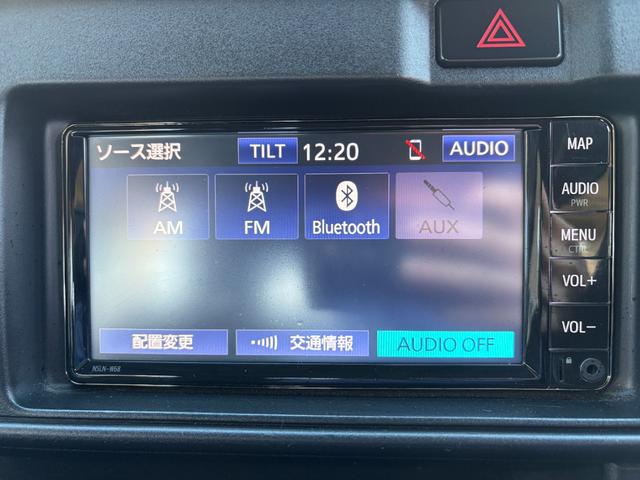 ソース選択 TILT 12:20 AUDIO
AM FM Bluetooth AUX
配置変更 交通情報 AUDIO OFF
NSLN-W68
MAP
AUDIO
PWR
MENU
CTRL
VOL+
VOL−